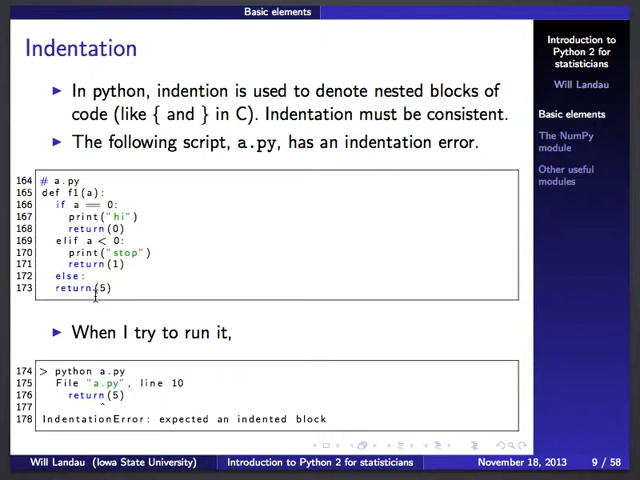 Basic elements
Indentation
In python, indention is used to denote nested blocks of
code (like { and } in C). Indentation must be consistent.
The following script, a.py, has an indentation error.
164 # a.py
165 def f1(a):
166 if a == 0:
167 print("hi")
168 return(0)
169 elif a < 0:
170 print("stop")
171 return(1)
172 else:
173 return(5)
When I try to run it,
174 > python a.py
175 File "a.py", line 10
176 return(5)
177 ^
178 IndentationError: expected an indented block
Introduction to
Python 2 for
statisticians
Will Landau
Basic elements
The NumPy
module
Other useful
modules
Will Landau (Iowa State University) Introduction to Python 2 for statisticians November 18, 2013 9 / 58